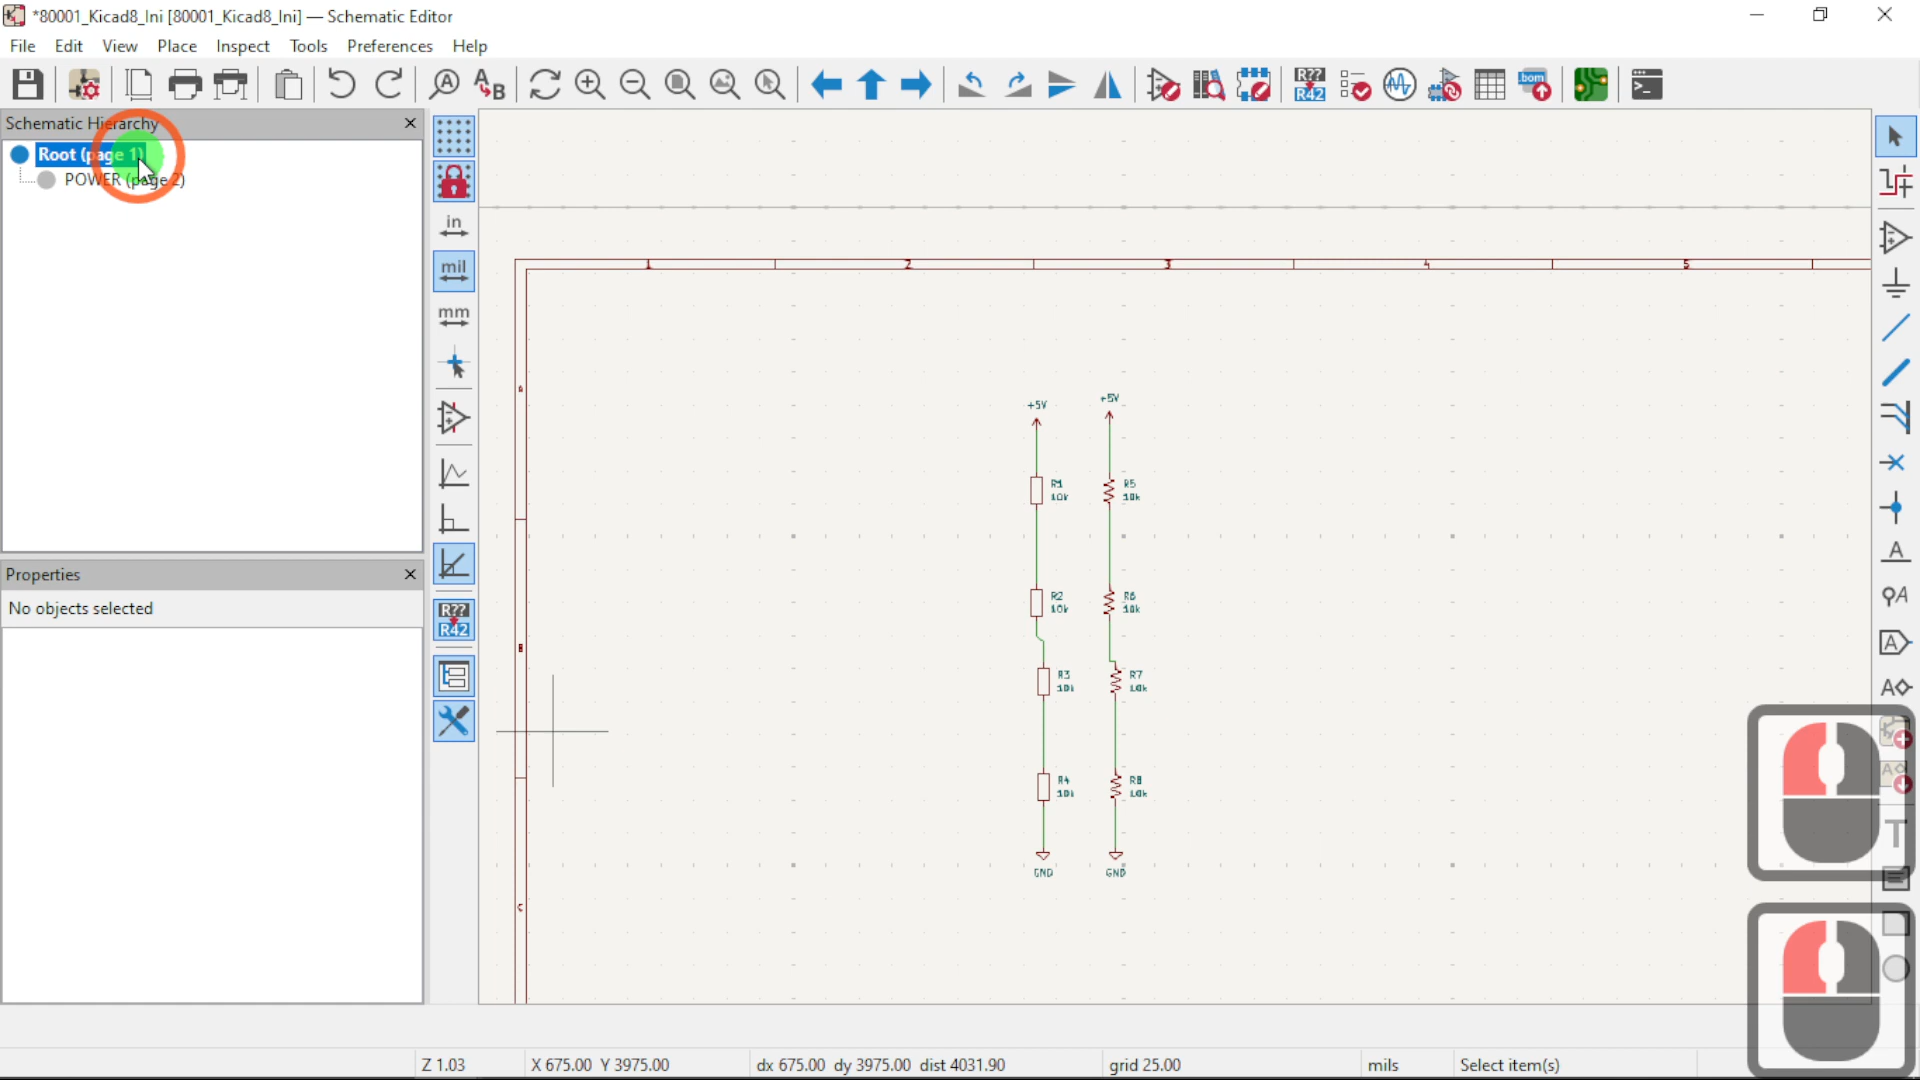 *80001_Kicad8_Ini [80001_Kicad8_Ini] — Schematic Editor
File Edit View Place Inspect Tools Preferences Help
A A B R?? R42 bom >_
Schematic Hierarchy
Root (page 1)
POWER (page 2)
in
mil
mm
R??
R42
Properties
No objects selected
1 2 3 4 5
A
B
C
+5V +5V
R1
10k
R5
10k
R2
10k
R6
10k
R3
10k
R7
10k
R4
10k
R8
10k
GND GND
A
A
A
A
A
T
Z 1.03 X 675.00 Y 3975.00 dx 675.00 dy 3975.00 dist 4031.90 grid 25.00 mils Select item(s)